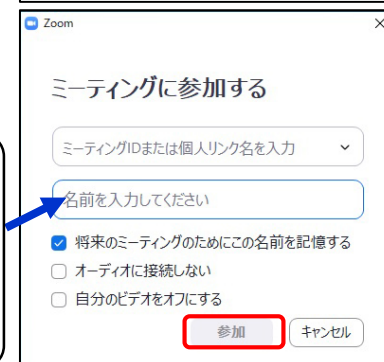 Zoom
ミーティングに参加する
ミーティングIDまたは個人リンク名を入力
名前を入力してください
将来のミーティングのためにこの名前を記憶する
オーディオに接続しない
自分のビデオをオフにする
参加 キャンセル